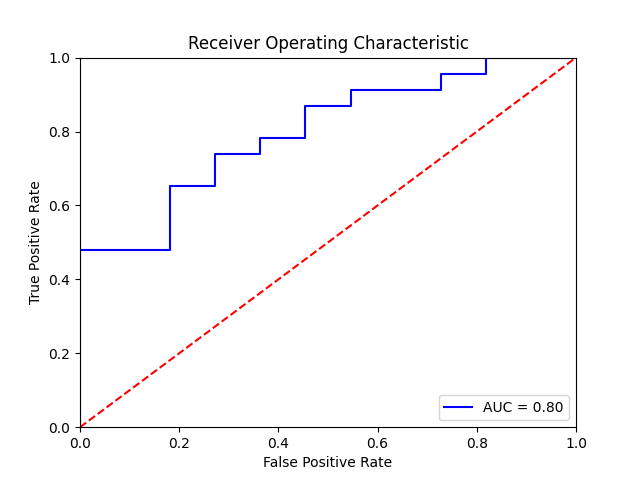 Receiver Operating Characteristic
1.0
0.8
0.6
0.4
0.2
0.0
True Positive Rate
AUC = 0.80
0.0 0.2 0.4 0.6 0.8 1.0
False Positive Rate